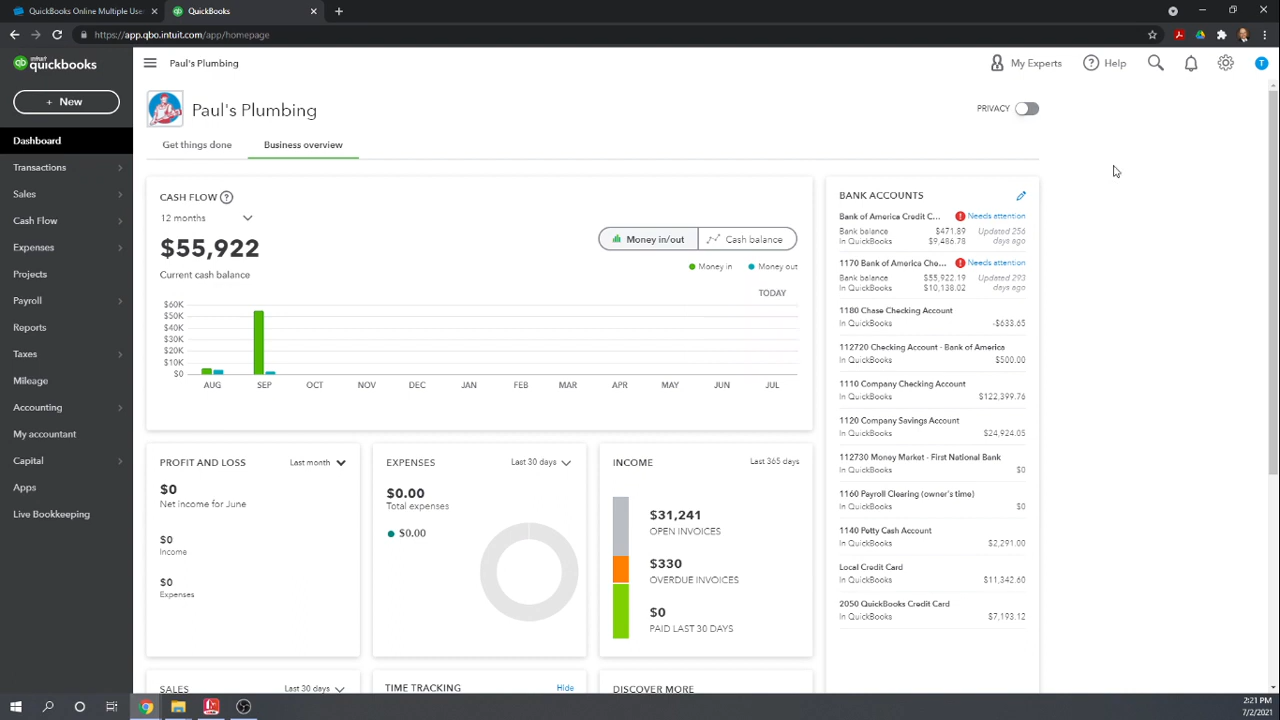 QuickBooks Online Multiple User
QuickBooks
https://app.qbo.intuit.com/app/homepage
intuit quickbooks
Paul's Plumbing
My Experts
Help
T
+ New
Dashboard
Transactions
Sales
Cash Flow
Expenses
Projects
Payroll
Reports
Taxes
Mileage
Accounting
My accountant
Capital
Apps
Live Bookkeeping
Paul's Plumbing
PRIVACY
Get things done
Business overview
CASH FLOW
12 months
$55,922
Current cash balance
Money in/out
Cash balance
Money in
Money out
TODAY
$60K
$50K
$40K
$30K
$20K
$10K
$0
AUG SEP OCT NOV DEC JAN FEB MAR APR MAY JUN JUL
BANK ACCOUNTS
Bank of America Credit C... Needs attention
Bank balance $471.89 Updated 256
In QuickBooks $9,486.78 days ago
1170 Bank of America Che... Needs attention
Bank balance $55,922.19 Updated 293
In QuickBooks $10,138.02 days ago
1180 Chase Checking Account
In QuickBooks -$633.65
112720 Checking Account - Bank of America
In QuickBooks $500.00
1110 Company Checking Account
In QuickBooks $122,399.76
1120 Company Savings Account
In QuickBooks $24,924.05
112730 Money Market - First National Bank
In QuickBooks $0
1160 Payroll Clearing (owner's time)
In QuickBooks $0
1140 Petty Cash Account
In QuickBooks $2,291.00
Local Credit Card
In QuickBooks $11,342.60
2050 QuickBooks Credit Card
In QuickBooks $7,193.12
PROFIT AND LOSS Last month
$0
Net income for June
$0
Income
$0
Expenses
EXPENSES Last 30 days
$0.00
Total expenses
$0.00
INCOME Last 365 days
$31,241
OPEN INVOICES
$330
OVERDUE INVOICES
$0
PAID LAST 30 DAYS
SALES Last 30 days
TIME TRACKING Hide
DISCOVER MORE
2:21 PM
7/2/2021